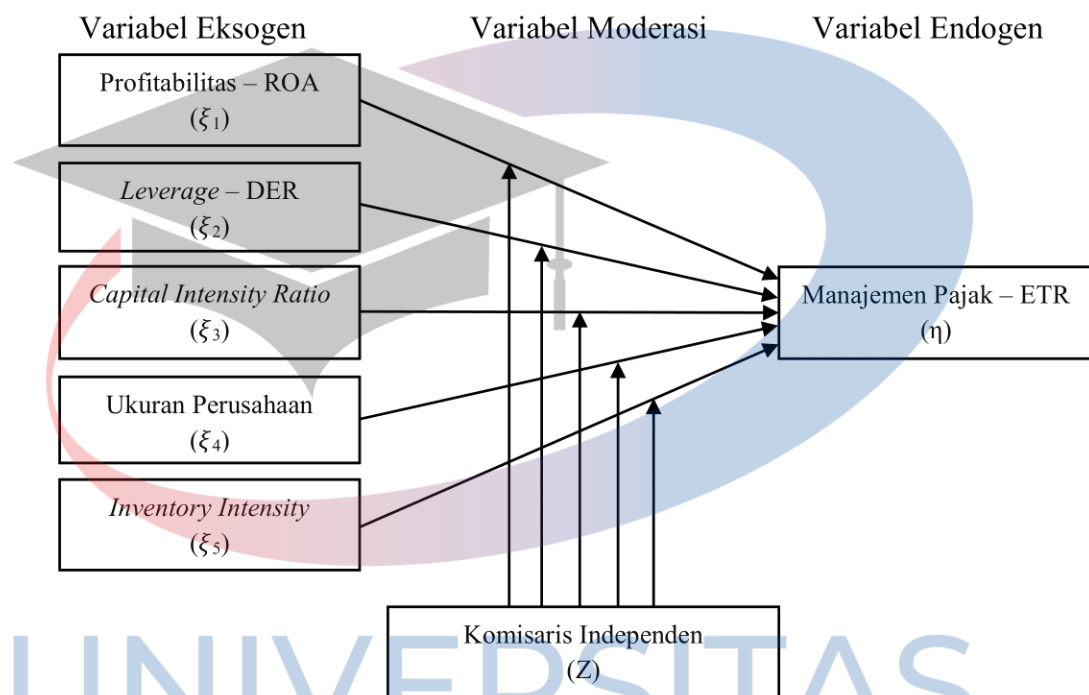 Variabel Eksogen
Variabel Moderasi
Variabel Endogen
Profitabilitas – ROA
(ξ₁)
Leverage – DER
(ξ₂)
Capital Intensity Ratio
(ξ₃)
Ukuran Perusahaan
(ξ₄)
Inventory Intensity
(ξ₅)
Manajemen Pajak – ETR
(η)
Komisaris Independen
(Z)
UNIVERSITAS